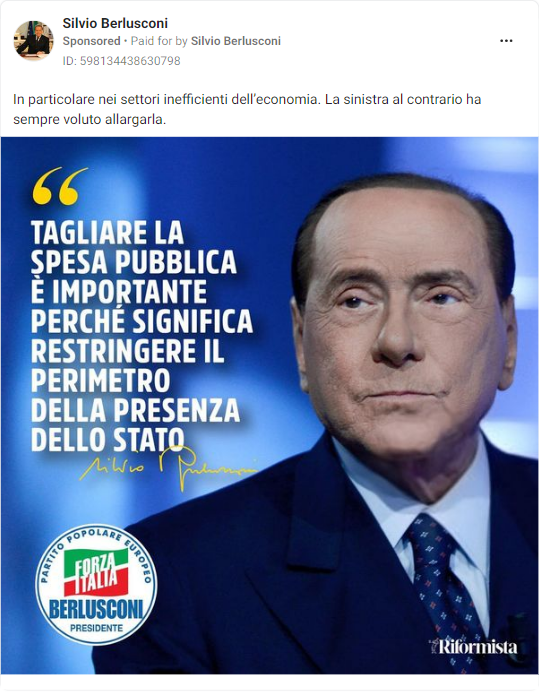 Silvio Berlusconi
Sponsored • Paid for by Silvio Berlusconi
ID: 598134438630798
In particolare nei settori inefficienti dell'economia. La sinistra al contrario ha
sempre voluto allargarla.
“
TAGLIARE LA
SPESA PUBBLICA
È IMPORTANTE
PERCHÉ SIGNIFICA
RESTRINGERE IL
PERIMETRO
DELLA PRESENZA
DELLO STATO
Silvio Berlusconi
PARTITO POPOLARE EUROPEO
FORZA
ITALIA
BERLUSCONI
PRESIDENTE
Riformista